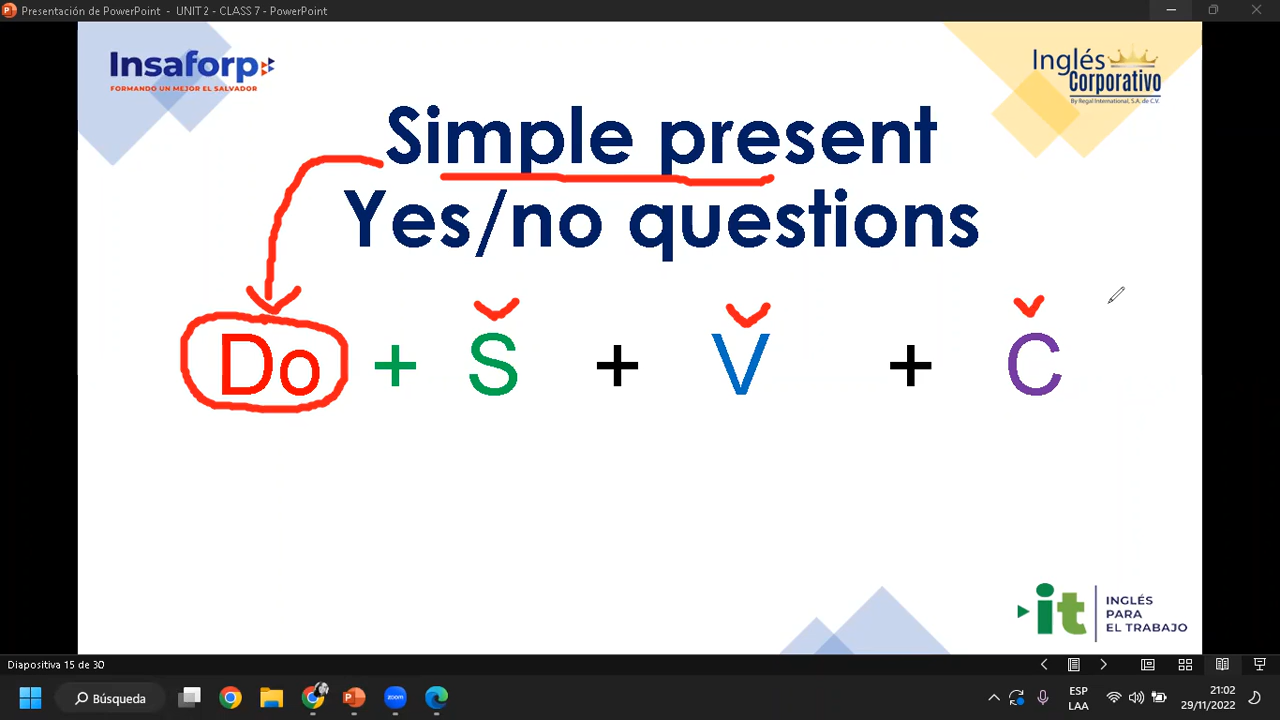 Presentación de PowerPoint - UNIT 2 - CLASS 7 - PowerPoint
Insaforp
FORMANDO UN MEJOR EL SALVADOR
Inglés
Corporativo
By Regal International, S.A. de C.V.
Simple present
Yes/no questions
Do + S + V + C
it
INGLÉS
PARA
EL TRABAJO
Diapositiva 15 de 30
Búsqueda
zoom
ESP
LAA
21:02
29/11/2022